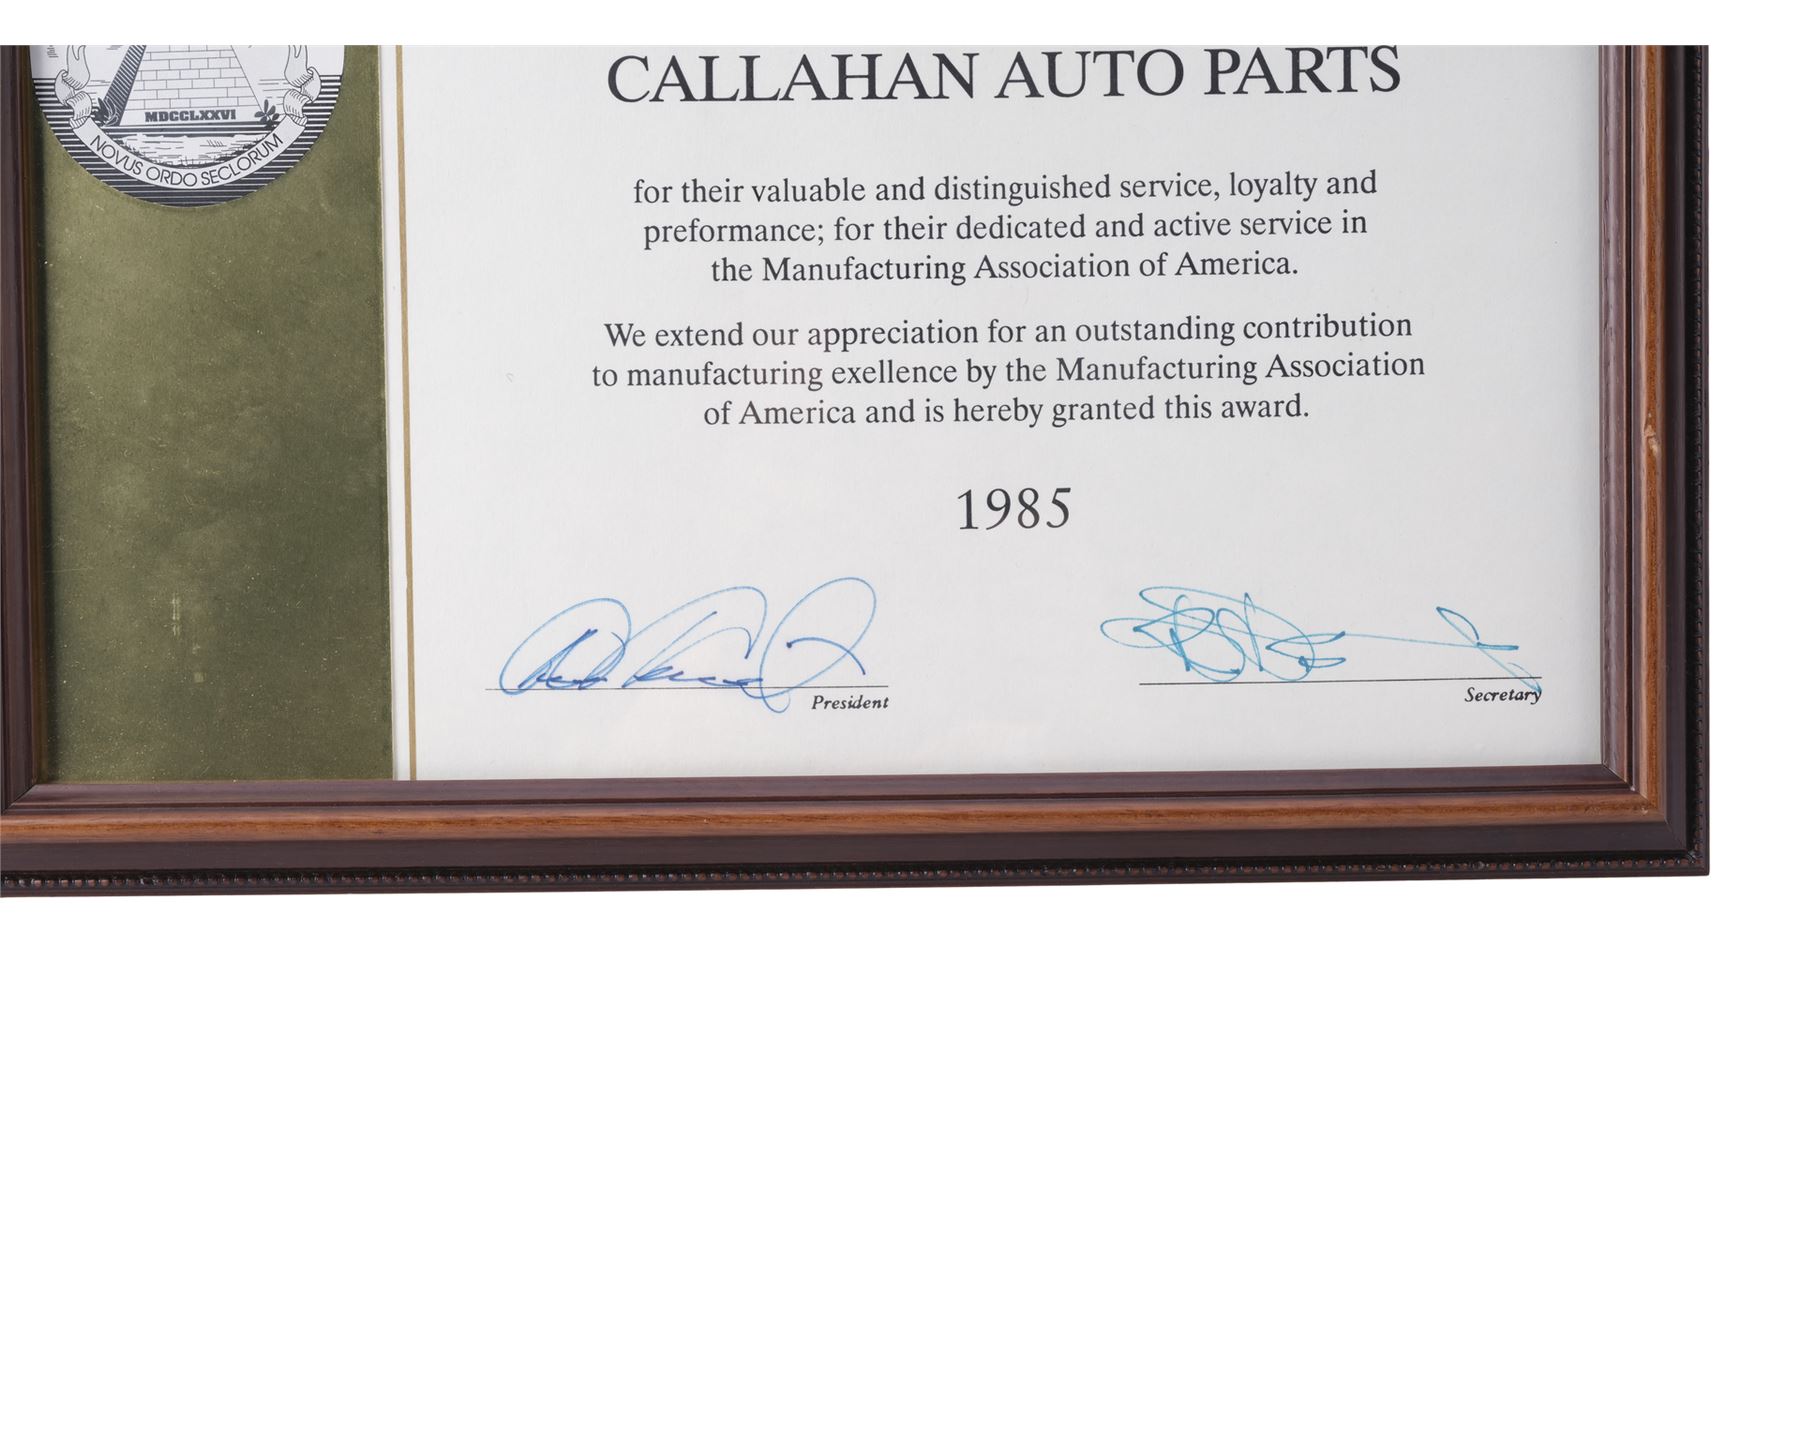 MDCCLXXVI
NOVUS ORDO SECLORUM
CALLAHAN AUTO PARTS
for their valuable and distinguished service, loyalty and
preformance; for their dedicated and active service in
the Manufacturing Association of America.
We extend our appreciation for an outstanding contribution
to manufacturing exellence by the Manufacturing Association
of America and is hereby granted this award.
1985
President
Secretary